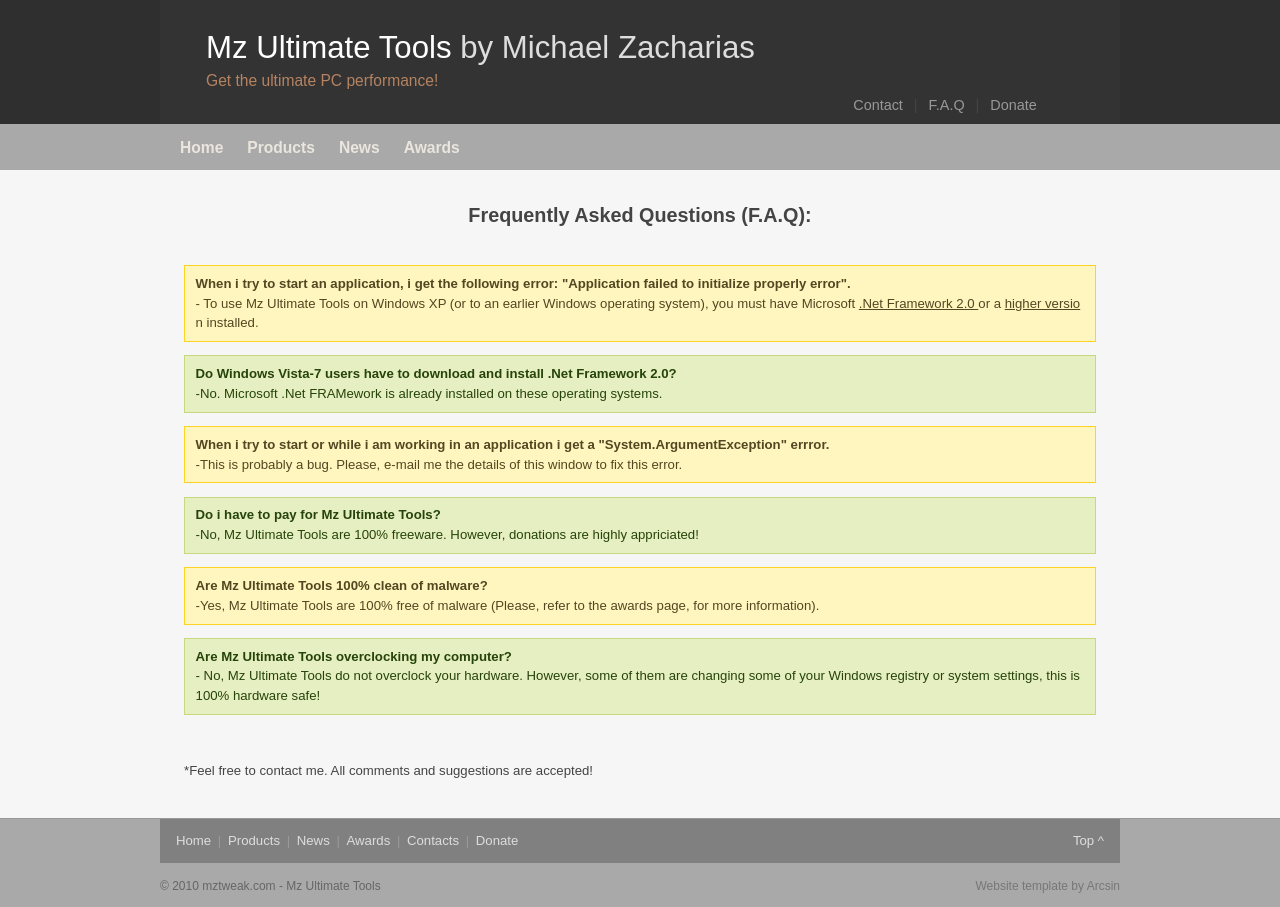 Mz Ultimate Tools by Michael Zacharias
Get the ultimate PC performance!
Contact | F.A.Q | Donate
Home Products News Awards
Frequently Asked Questions (F.A.Q):
When i try to start an application, i get the following error: "Application failed to initialize properly error".
- To use Mz Ultimate Tools on Windows XP (or to an earlier Windows operating system), you must have Microsoft .Net Framework 2.0 or a higher versio
n installed.
Do Windows Vista-7 users have to download and install .Net Framework 2.0?
-No. Microsoft .Net FRAMework is already installed on these operating systems.
When i try to start or while i am working in an application i get a "System.ArgumentException" errror.
-This is probably a bug. Please, e-mail me the details of this window to fix this error.
Do i have to pay for Mz Ultimate Tools?
-No, Mz Ultimate Tools are 100% freeware. However, donations are highly appriciated!
Are Mz Ultimate Tools 100% clean of malware?
-Yes, Mz Ultimate Tools are 100% free of malware (Please, refer to the awards page, for more information).
Are Mz Ultimate Tools overclocking my computer?
- No, Mz Ultimate Tools do not overclock your hardware. However, some of them are changing some of your Windows registry or system settings, this is
100% hardware safe!
*Feel free to contact me. All comments and suggestions are accepted!
Home | Products | News | Awards | Contacts | Donate Top ^
© 2010 mztweak.com - Mz Ultimate Tools Website template by Arcsin